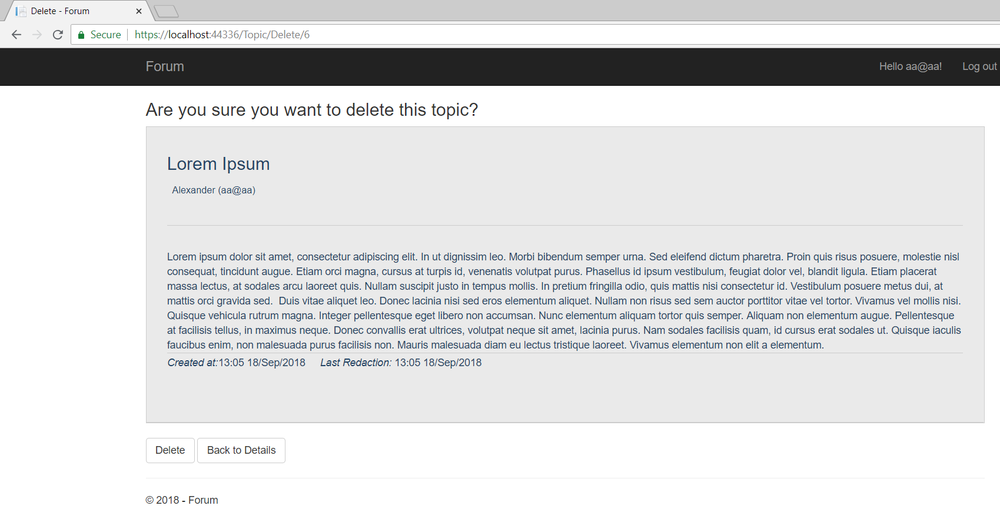 Delete - Forum
Secure https://localhost:44336/Topic/Delete/6
Forum Hello aa@aa! Log out
Are you sure you want to delete this topic?
Lorem Ipsum
Alexander (aa@aa)
Lorem ipsum dolor sit amet, consectetur adipiscing elit. In ut dignissim leo. Morbi bibendum semper urna. Sed eleifend dictum pharetra. Proin quis risus posuere, molestie nisl
consequat, tincidunt augue. Etiam orci magna, cursus at turpis id, venenatis volutpat purus. Phasellus id ipsum vestibulum, feugiat dolor vel, blandit ligula. Etiam placerat
massa lectus, at sodales arcu laoreet quis. Nullam suscipit justo in tempus mollis. In pretium fringilla odio, quis mattis nisi consectetur id. Vestibulum posuere metus dui, at
mattis orci gravida sed.  Duis vitae aliquet leo. Donec lacinia nisi sed eros elementum aliquet. Nullam non risus sed sem auctor porttitor vitae vel tortor. Vivamus vel mollis nisi.
Quisque vehicula rutrum magna. Integer pellentesque eget libero non accumsan. Nunc elementum aliquam tortor quis semper. Aliquam non elementum augue. Pellentesque
at facilisis tellus, in maximus neque. Donec convallis erat ultrices, volutpat neque sit amet, lacinia purus. Nam sodales facilisis quam, id cursus erat sodales ut. Quisque iaculis
faucibus enim, non malesuada purus facilisis non. Mauris malesuada diam eu lectus tristique laoreet. Vivamus elementum non elit a elementum.
Created at:13:05 18/Sep/2018 Last Redaction: 13:05 18/Sep/2018
Delete Back to Details
© 2018 - Forum